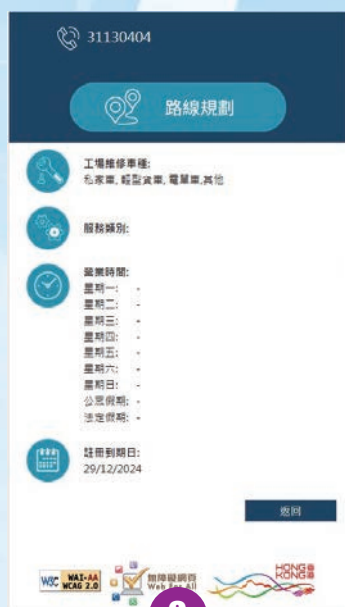 31130404
路線規劃
工場維修車種:
私家車, 輕型貨車, 電單車,其他
服務類別:
營業時間:
星期一: -
星期二: -
星期三: -
星期四: -
星期五: -
星期六: -
星期日: -
公眾假期: -
法定假期: -
註冊到期日:
29/12/2024
返回
W3C WAI-AA
WCAG 2.0
無障礙網頁
Web For All
HONG
KONG